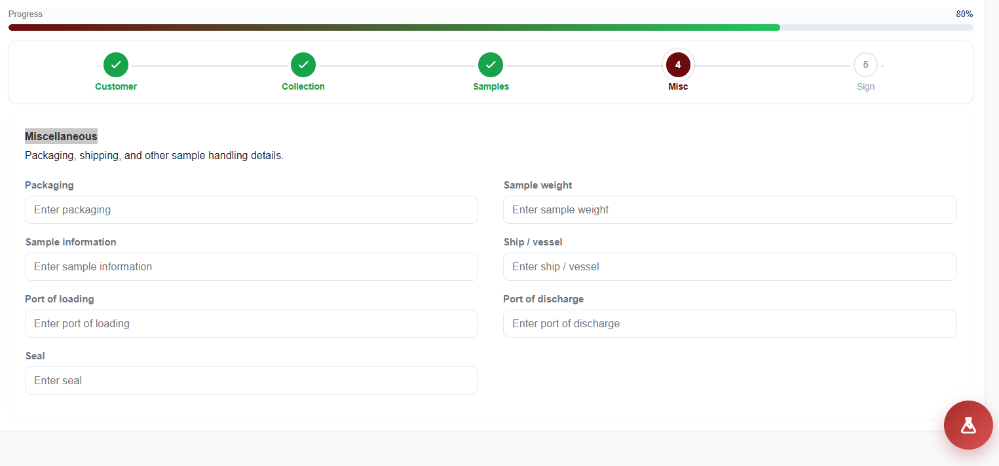 Progress 80%
4 5
Customer Collection Samples Misc Sign
Miscellaneous
Packaging, shipping, and other sample handling details.
Packaging Sample weight
Enter packaging Enter sample weight
Sample information Ship / vessel
Enter sample information Enter ship / vessel
Port of loading Port of discharge
Enter port of loading Enter port of discharge
Seal
Enter seal